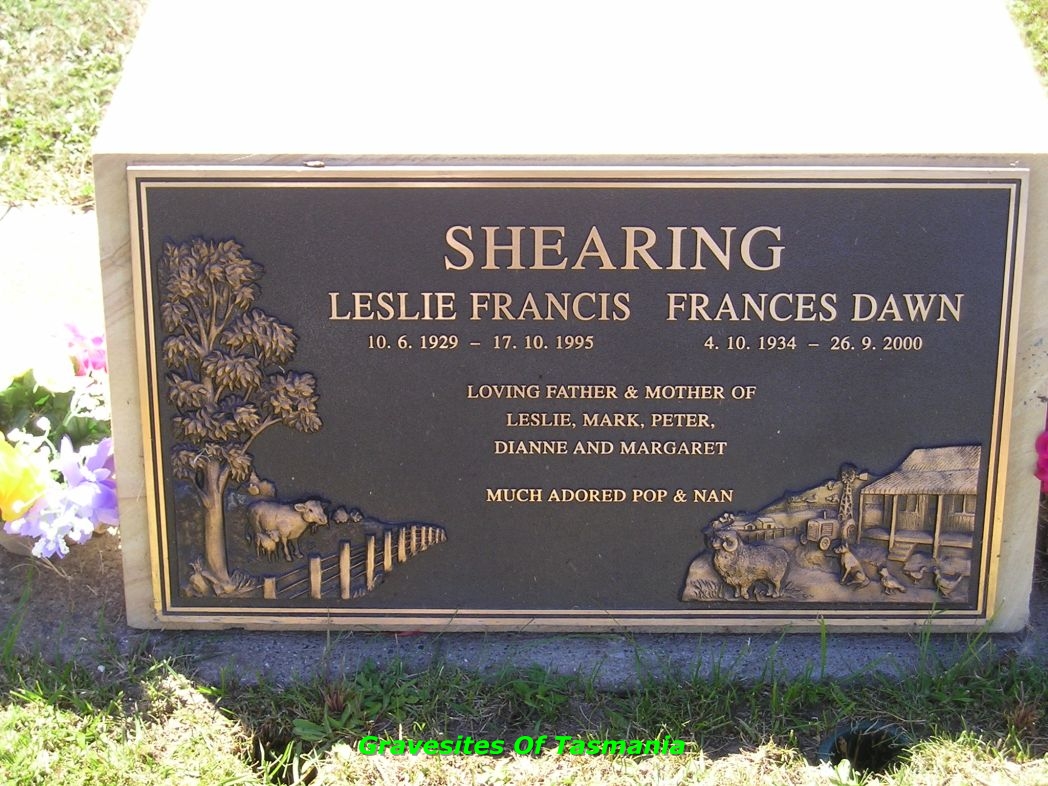 SHEARING
LESLIE FRANCIS FRANCES DAWN
10. 6. 1929 – 17. 10. 1995 4. 10. 1934 – 26. 9. 2000
LOVING FATHER & MOTHER OF
LESLIE, MARK, PETER,
DIANNE AND MARGARET
MUCH ADORED POP & NAN
Gravesites Of Tasmania